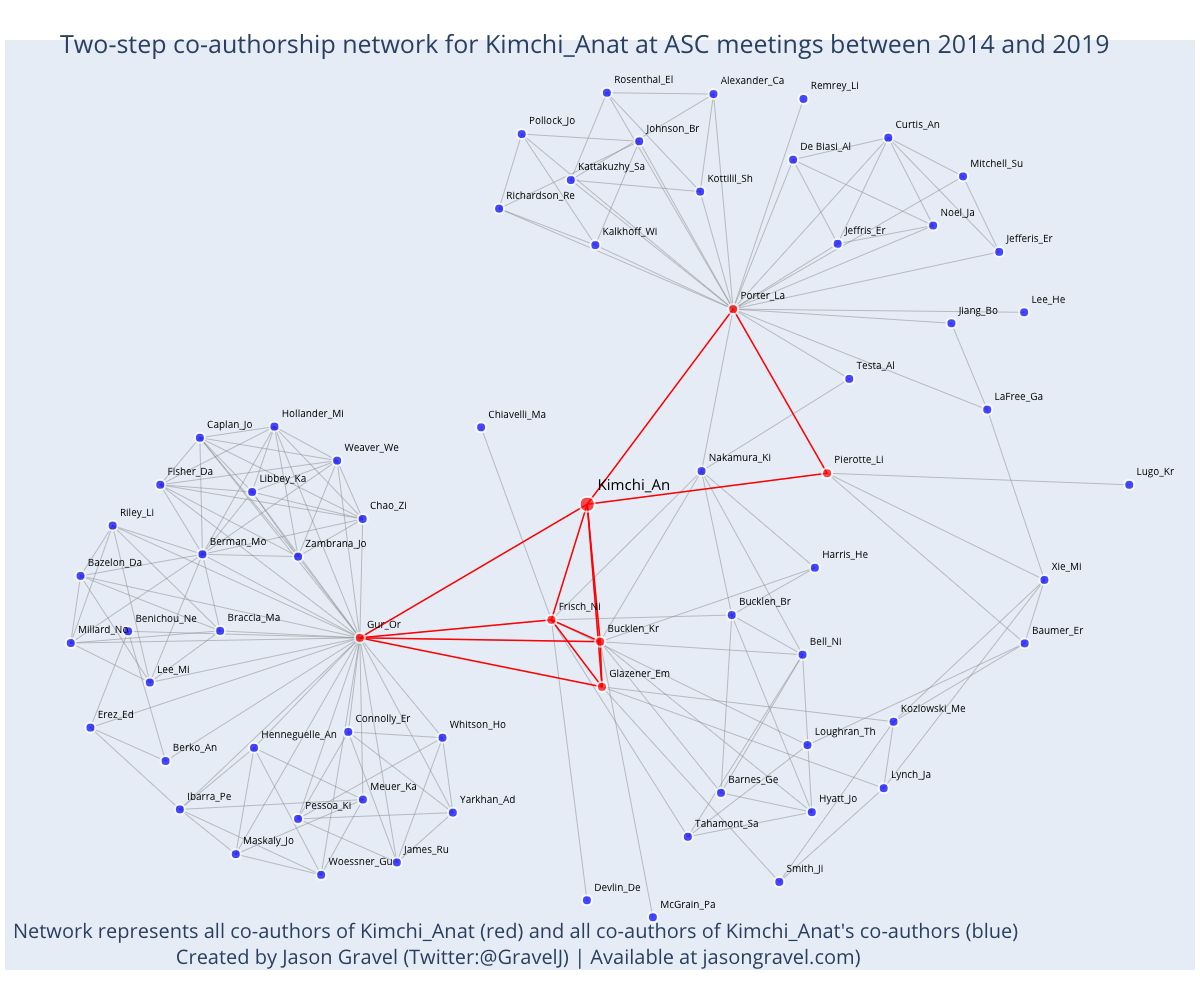 Two-step co-authorship network for Kimchi_Anat at ASC meetings between 2014 and 2019
Rosenthal_El
Alexander_Ca
Remrey_Li
Pollock_Jo
Johnson_Br
Curtis_An
De Biasi_Al
Mitchell_Su
Kattakuzhy_Sa
Kottilil_Sh
Richardson_Re
Noel_Ja
Kalkhoff_Wi
Jeffris_Er
Jefferis_Er
Porter_La
Lee_He
Jiang_Bo
Testa_Al
LaFree_Ga
Chiavelli_Ma
Hollander_Mi
Caplan_Jo
Weaver_We
Nakamura_Ki
Pierotte_Li
Lugo_Kr
Fisher_Da
Libbey_Ka
Kimchi_An
Chao_Zi
Riley_Li
Berman_Mo
Zambrana_Jo
Harris_He
Bazelon_Da
Xie_Mi
Frisch_Ni
Bucklen_Br
Benichou_Ne
Braccia_Ma
Millard_No
Gur_Or
Bucklen_Kr
Baumer_Er
Bell_Ni
Lee_Mi
Glazener_Em
Kozlowski_Me
Erez_Ed
Connolly_Er
Whitson_Ho
Henneguelle_An
Loughran_Th
Berko_An
Lynch_Ja
Barnes_Ge
Meuer_Ka
Ibarra_Pe
Pessoa_Ki
Yarkhan_Ad
Hyatt_Jo
Tahamont_Sa
Maskaly_Jo
James_Ru
Woessner_Gu
Smith_Ji
Devlin_De
McGrain_Pa
Network represents all co-authors of Kimchi_Anat (red) and all co-authors of Kimchi_Anat's co-authors (blue)
Created by Jason Gravel (Twitter:@GravelJ) | Available at jasongravel.com)